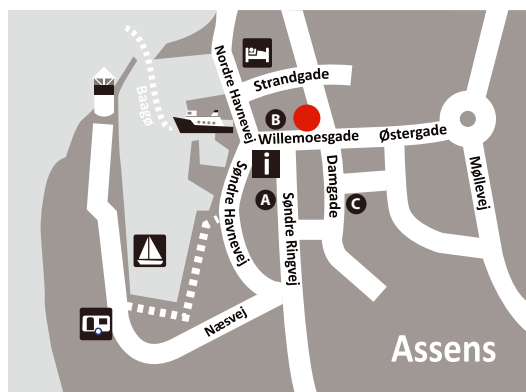 Nordre Havnevej
Strandgade
Baagø
B
Willemoesgade
Østergade
i
Søndre Havnevej
A
Søndre Ringvej
Damgade
C
Møllevej
Næsvej
Assens